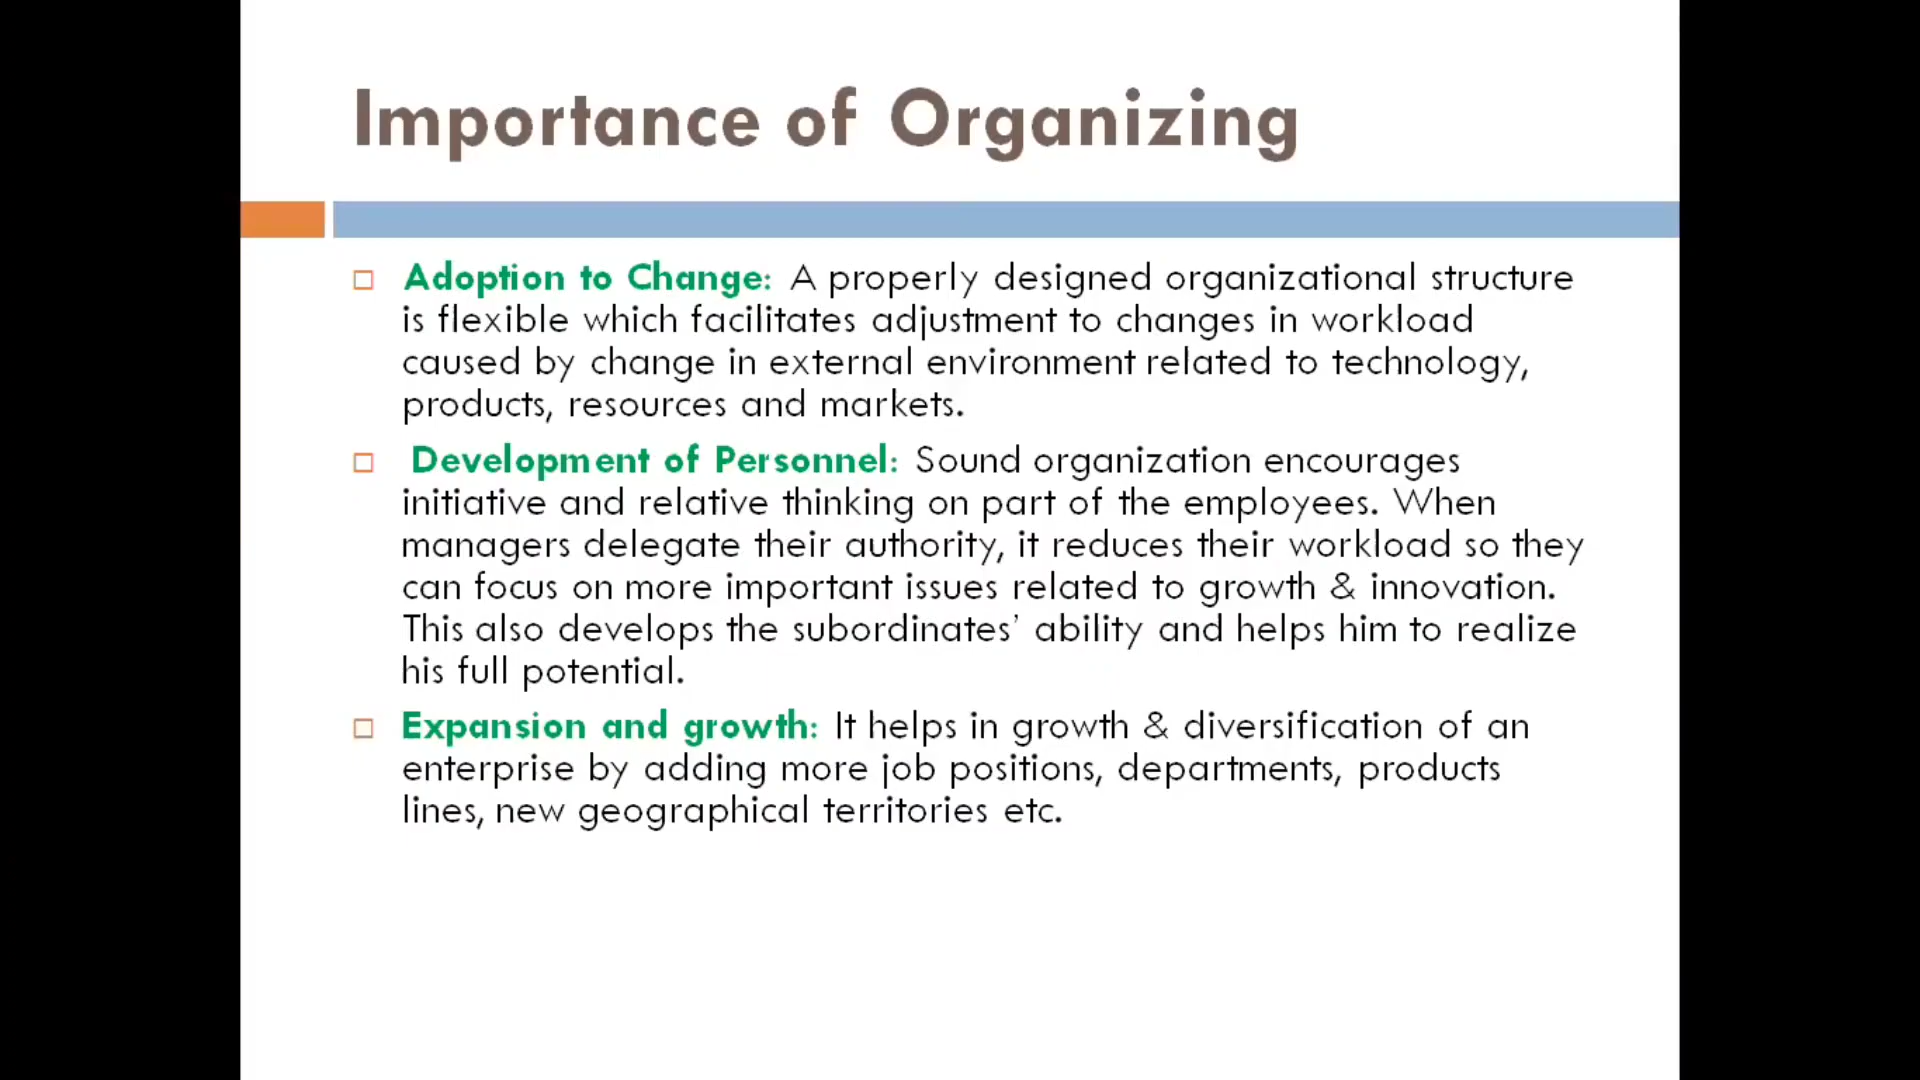 Importance of Organizing
Adoption to Change: A properly designed organizational structure
is flexible which facilitates adjustment to changes in workload
caused by change in external environment related to technology,
products, resources and markets.
Development of Personnel: Sound organization encourages
initiative and relative thinking on part of the employees. When
managers delegate their authority, it reduces their workload so they
can focus on more important issues related to growth & innovation.
This also develops the subordinates’ ability and helps him to realize
his full potential.
Expansion and growth: It helps in growth & diversification of an
enterprise by adding more job positions, departments, products
lines, new geographical territories etc.